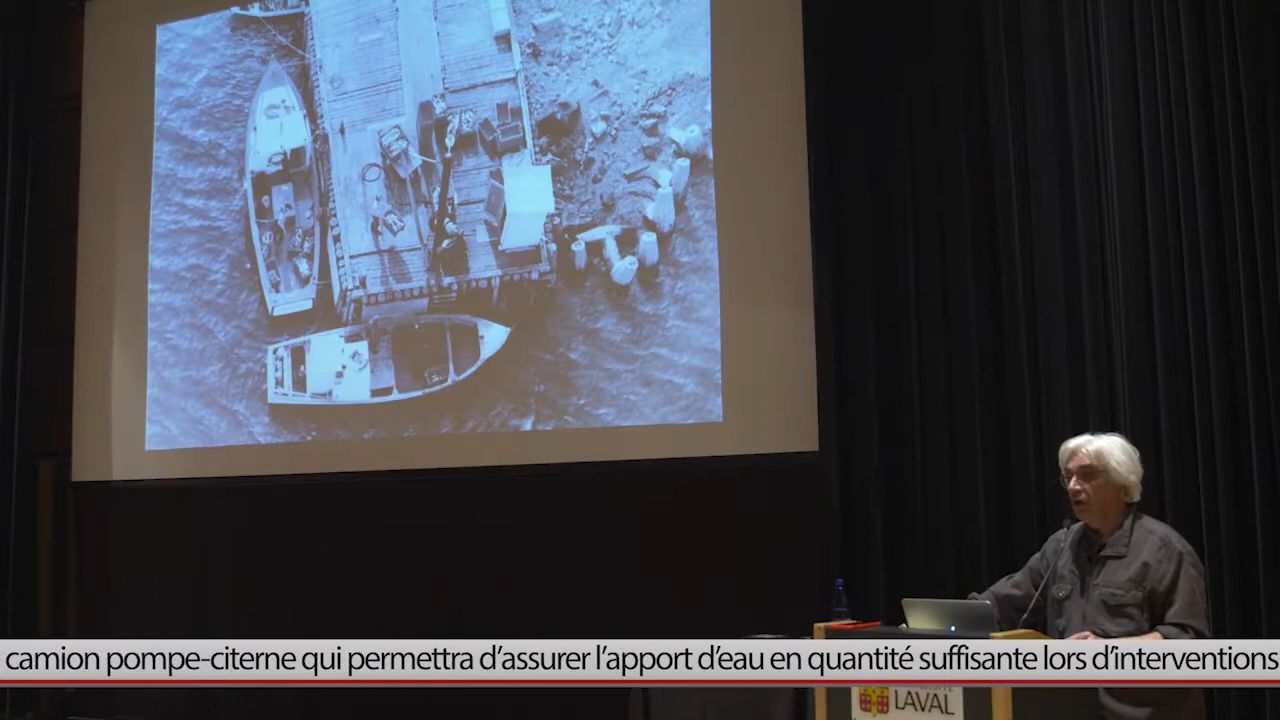 camion pompe-citerne qui permettra d’assurer l’apport d’eau en quantité suffisante lors d’interventions
LAVAL